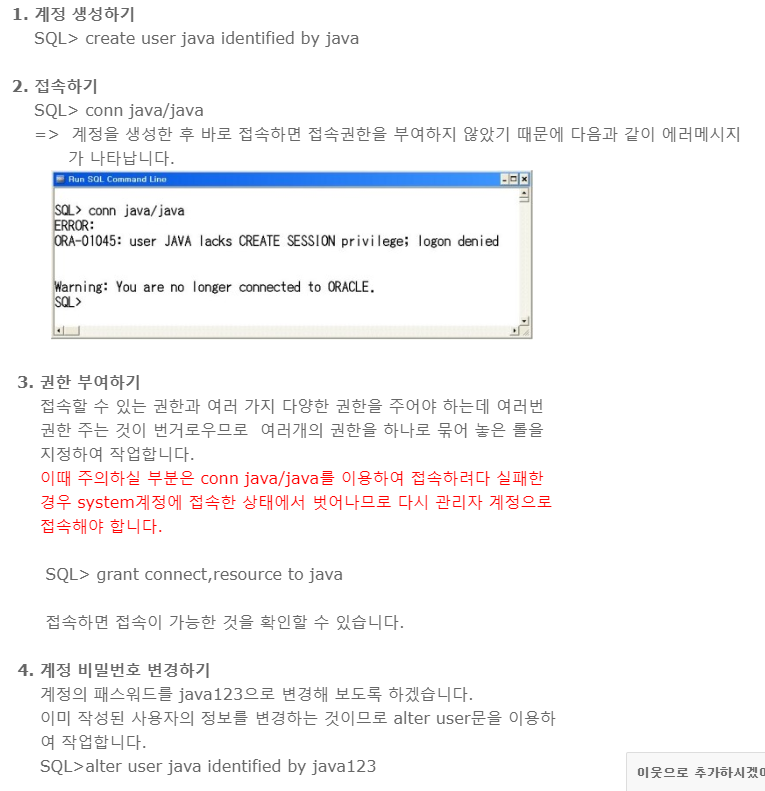 1. 계정 생성하기
SQL> create user java identified by java
2. 접속하기
SQL> conn java/java
=> 계정을 생성한 후 바로 접속하면 접속권한을 부여하지 않았기 때문에 다음과 같이 에러메시지
가 나타납니다.
Run SQL Command Line
SQL> conn java/java
ERROR:
ORA-01045: user JAVA lacks CREATE SESSION privilege; logon denied
Warning: You are no longer connected to ORACLE.
SQL>
3. 권한 부여하기
접속할 수 있는 권한과 여러 가지 다양한 권한을 주어야 하는데 여러번
권한 주는 것이 번거로우므로 여러개의 권한을 하나로 묶어 놓은 롤을
지정하여 작업합니다.
이때 주의하실 부분은 conn java/java를 이용하여 접속하려다 실패한
경우 system계정에 접속한 상태에서 벗어나므로 다시 관리자 계정으로
접속해야 합니다.
SQL> grant connect,resource to java
접속하면 접속이 가능한 것을 확인할 수 있습니다.
4. 계정 비밀번호 변경하기
계정의 패스워드를 java123으로 변경해 보도록 하겠습니다.
이미 작성된 사용자의 정보를 변경하는 것이므로 alter user문을 이용하
여 작업합니다.
SQL>alter user java identified by java123
이웃으로 추가하시겠